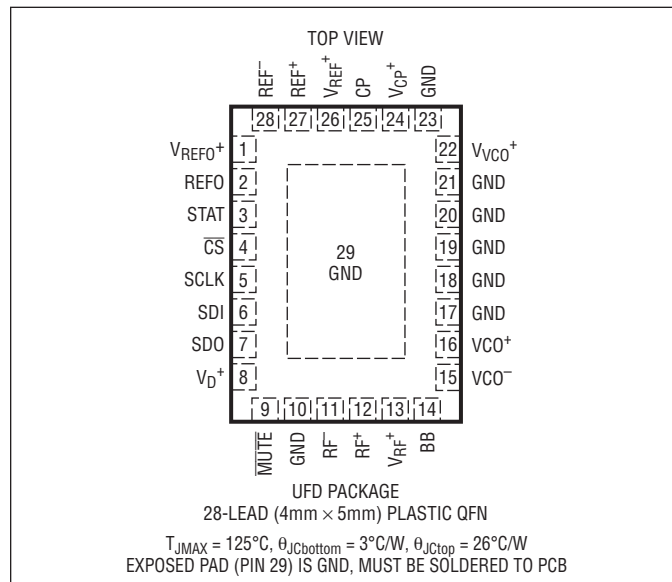 TOP VIEW
REF⁻ REF⁺ V_REF⁺ CP V_CP⁺ GND
28 27 26 25 24 23
V_REFO⁺ 1 22 V_VCO⁺
REFO 2 21 GND
STAT 3 20 GND
C̅S̅ 4 19 GND
29
GND
SCLK 5 18 GND
SDI 6 17 GND
SDO 7 16 VCO⁺
V_D⁺ 8 15 VCO⁻
9 10 11 12 13 14
M̅U̅T̅E̅ GND RF⁻ RF⁺ V_RF⁺ BB
UFD PACKAGE
28-LEAD (4mm × 5mm) PLASTIC QFN
T_JMAX = 125°C, θ_JCbottom = 3°C/W, θ_JCtop = 26°C/W
EXPOSED PAD (PIN 29) IS GND, MUST BE SOLDERED TO PCB